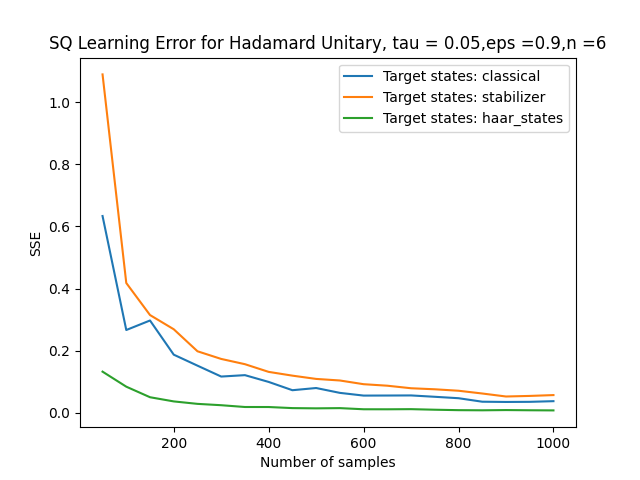 SQ Learning Error for Hadamard Unitary, tau = 0.05,eps =0.9,n =6
Target states: classical
Target states: stabilizer
Target states: haar_states
SSE
1.0
0.8
0.6
0.4
0.2
0.0
200
400
600
800
1000
Number of samples